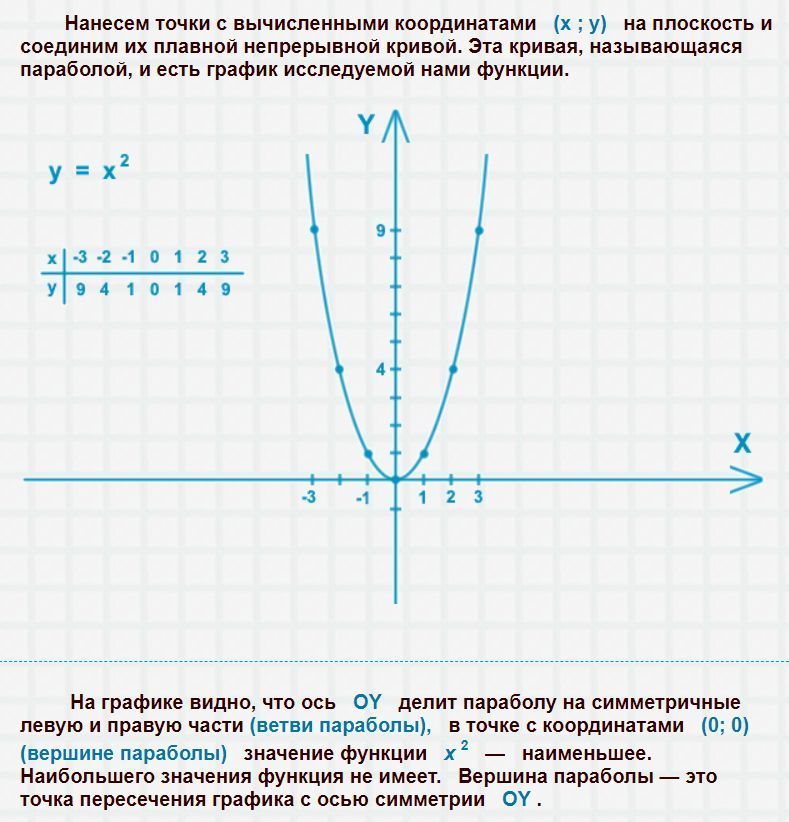 Нанесем точки с вычисленными координатами (x ; y) на плоскость и
соединим их плавной непрерывной кривой. Эта кривая, называющаяся
параболой, и есть график исследуемой нами функции.
Y
y = x²
9
x -3 -2 -1 0 1 2 3
y 9 4 1 0 1 4 9
4
X
-3 -1 1 2 3
На графике видно, что ось OY делит параболу на симметричные
левую и правую части (ветви параболы), в точке с координатами (0; 0)
(вершине параболы) значение функции x² — наименьшее.
Наибольшего значения функция не имеет. Вершина параболы — это
точка пересечения графика с осью симметрии OY .